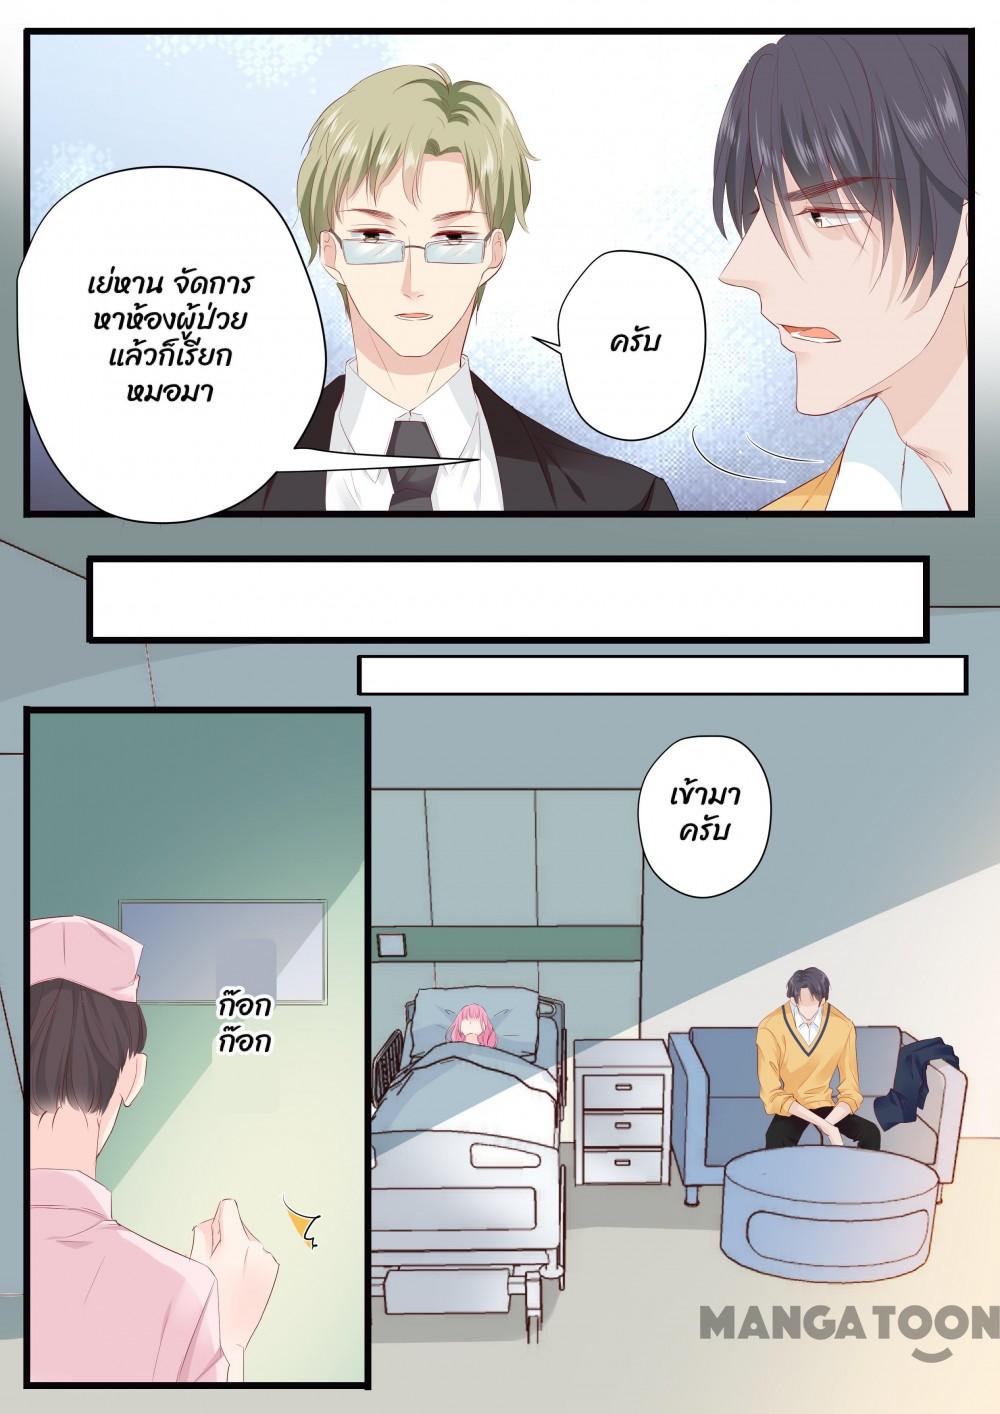 เย่หาน จัดการ
หาห้องผู้ป่วย
แล้วก็เรียก
หมอมา
ครับ
เข้ามา
ครับ
ก๊อก
ก๊อก
MANGATOON